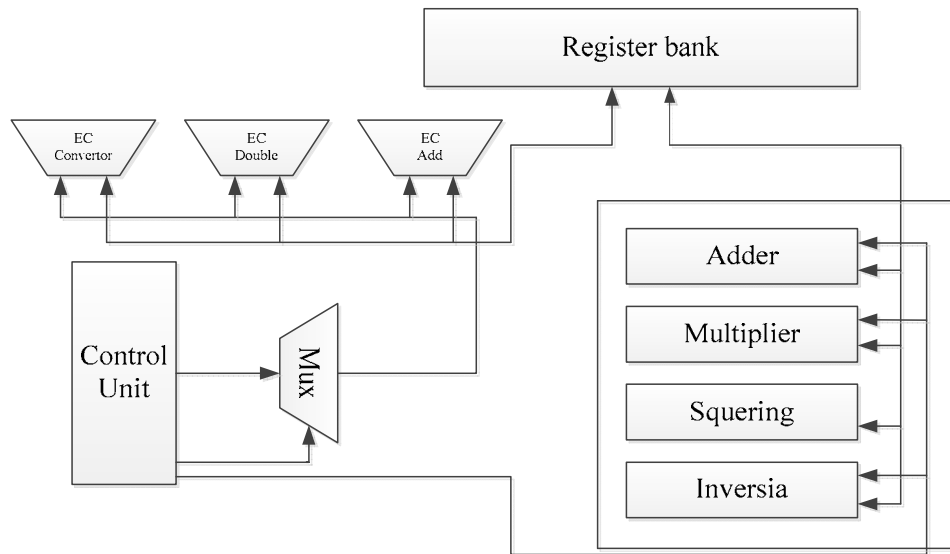 Register bank
EC
Convertor
EC
Double
EC
Add
Adder
Control
Unit
Mux
Multiplier
Squering
Inversia